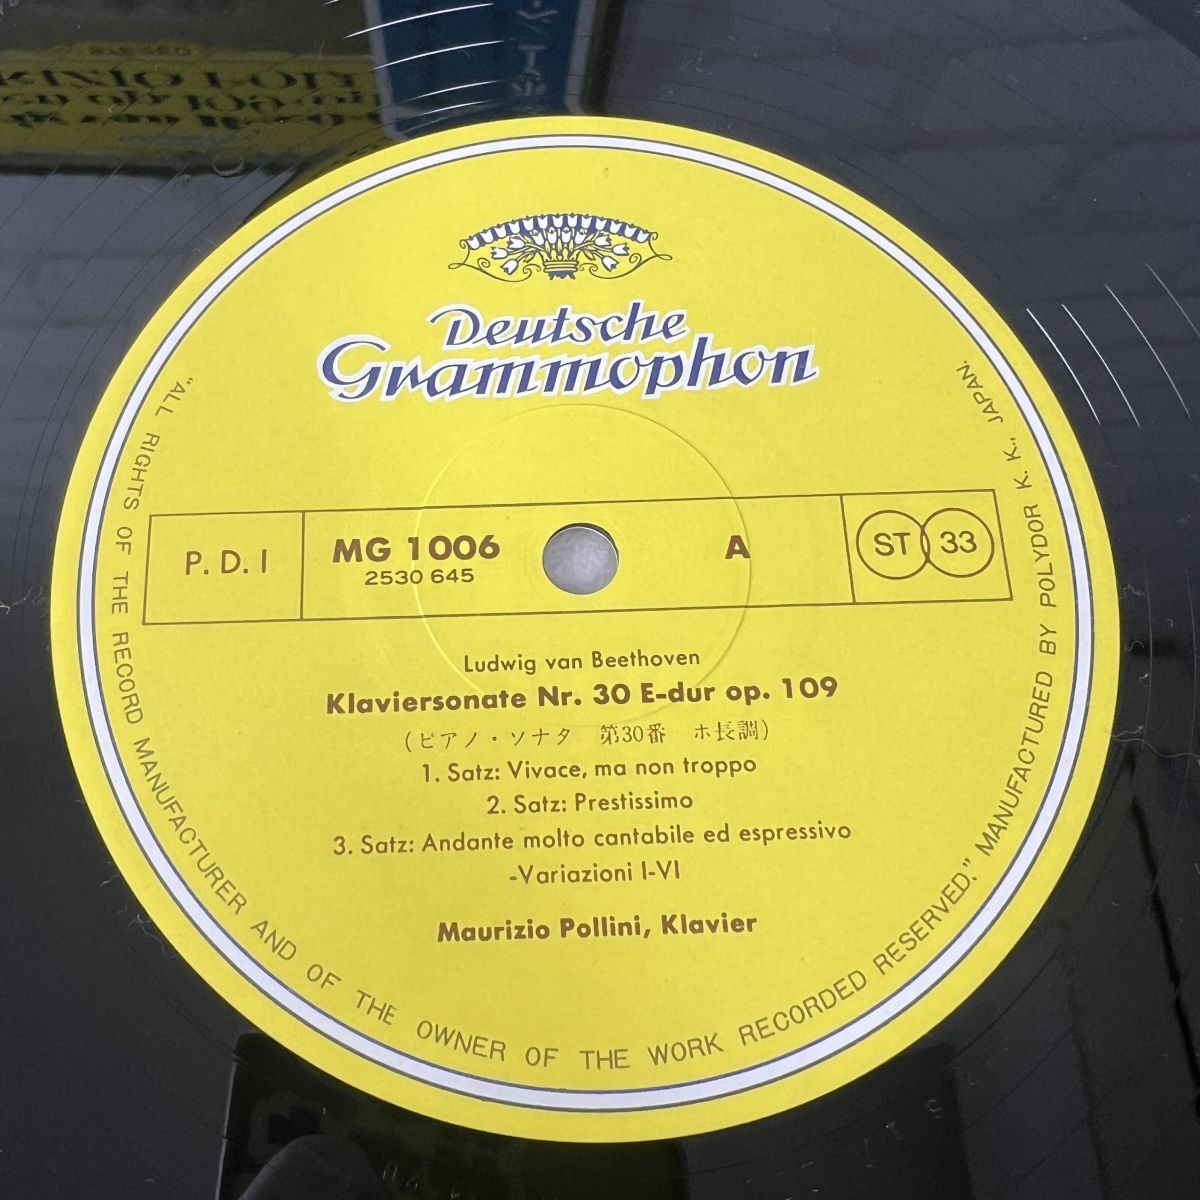 Deutsche
Grammophon
P. D. I
MG 1006
2530 645
A
ST 33
Ludwig van Beethoven
Klaviersonate Nr. 30 E-dur op. 109
(ピアノ・ソナタ 第30番 ホ長調)
1. Satz: Vivace, ma non troppo
2. Satz: Prestissimo
3. Satz: Andante molto cantabile ed espressivo
-Variazioni I-VI
Maurizio Pollini, Klavier
"ALL RIGHTS OF THE RECORD MANUFACTURER AND OF THE OWNER OF THE WORK RECORDED RESERVED." MANUFACTURED BY POLYDOR K. K., JAPAN.